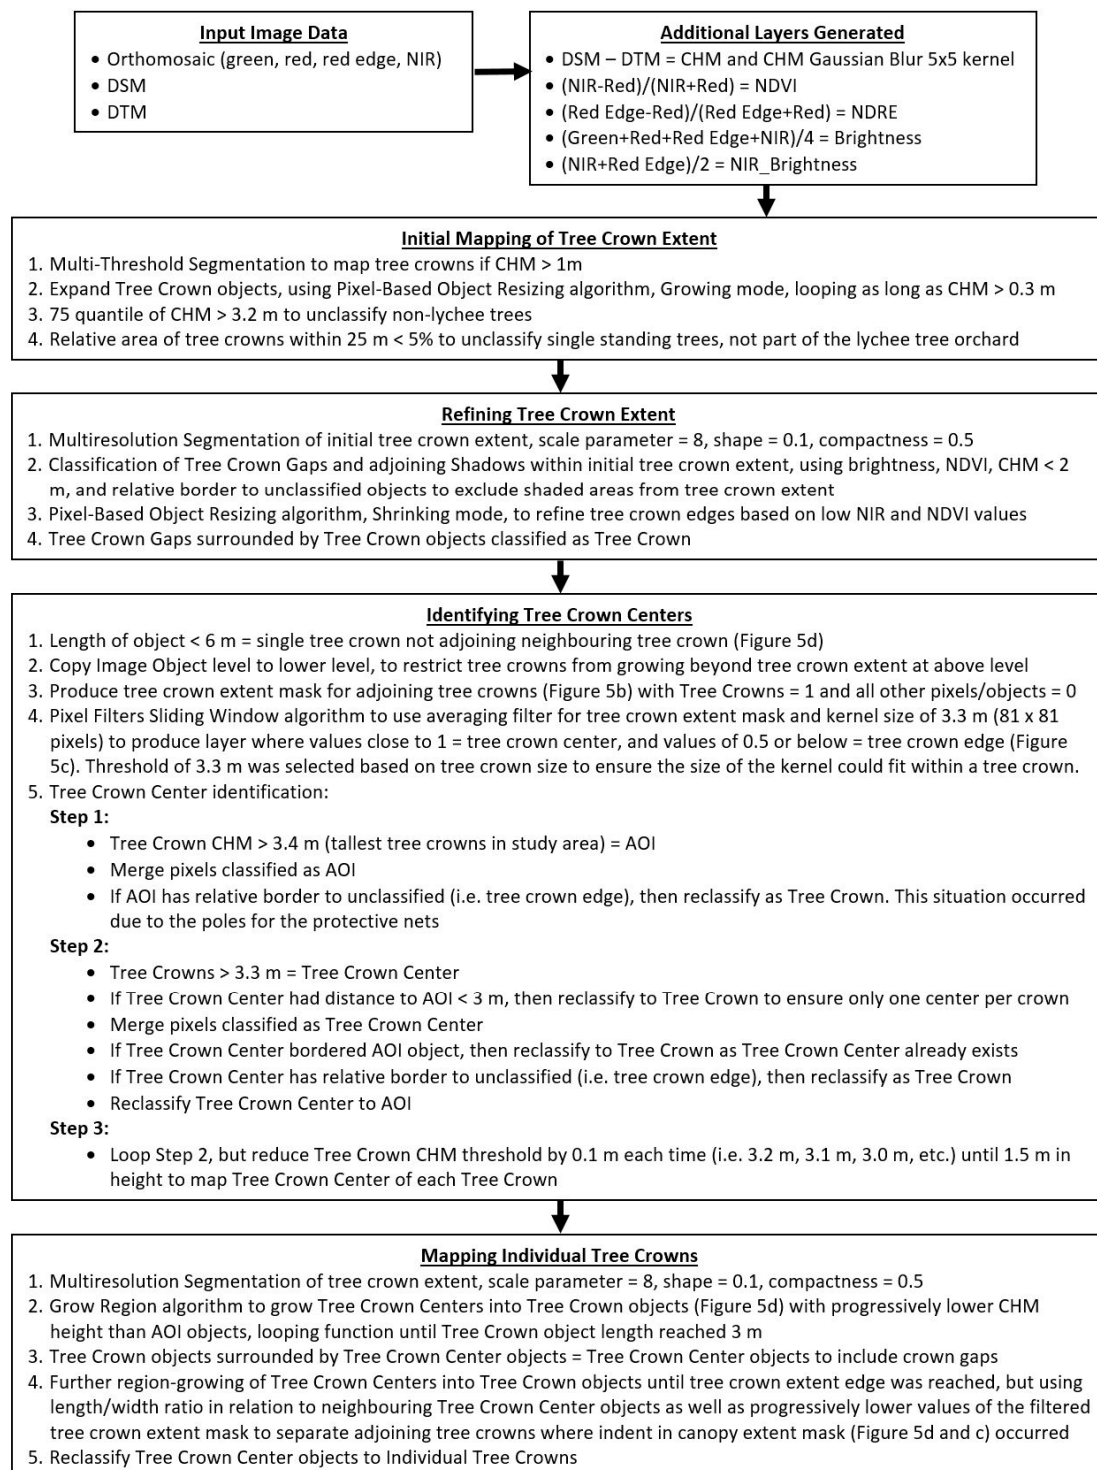 Input Image Data
• Orthomosaic (green, red, red edge, NIR)
• DSM
• DTM
Additional Layers Generated
• DSM – DTM = CHM and CHM Gaussian Blur 5x5 kernel
• (NIR-Red)/(NIR+Red) = NDVI
• (Red Edge-Red)/(Red Edge+Red) = NDRE
• (Green+Red+Red Edge+NIR)/4 = Brightness
• (NIR+Red Edge)/2 = NIR_Brightness
Initial Mapping of Tree Crown Extent
1. Multi-Threshold Segmentation to map tree crowns if CHM > 1m
2. Expand Tree Crown objects, using Pixel-Based Object Resizing algorithm, Growing mode, looping as long as CHM > 0.3 m
3. 75 quantile of CHM > 3.2 m to unclassify non-lychee trees
4. Relative area of tree crowns within 25 m < 5% to unclassify single standing trees, not part of the lychee tree orchard
Refining Tree Crown Extent
1. Multiresolution Segmentation of initial tree crown extent, scale parameter = 8, shape = 0.1, compactness = 0.5
2. Classification of Tree Crown Gaps and adjoining Shadows within initial tree crown extent, using brightness, NDVI, CHM < 2
m, and relative border to unclassified objects to exclude shaded areas from tree crown extent
3. Pixel-Based Object Resizing algorithm, Shrinking mode, to refine tree crown edges based on low NIR and NDVI values
4. Tree Crown Gaps surrounded by Tree Crown objects classified as Tree Crown
Identifying Tree Crown Centers
1. Length of object < 6 m = single tree crown not adjoining neighbouring tree crown (Figure 5d)
2. Copy Image Object level to lower level, to restrict tree crowns from growing beyond tree crown extent at above level
3. Produce tree crown extent mask for adjoining tree crowns (Figure 5b) with Tree Crowns = 1 and all other pixels/objects = 0
4. Pixel Filters Sliding Window algorithm to use averaging filter for tree crown extent mask and kernel size of 3.3 m (81 x 81
pixels) to produce layer where values close to 1 = tree crown center, and values of 0.5 or below = tree crown edge (Figure
5c). Threshold of 3.3 m was selected based on tree crown size to ensure the size of the kernel could fit within a tree crown.
5. Tree Crown Center identification:
Step 1:
• Tree Crown CHM > 3.4 m (tallest tree crowns in study area) = AOI
• Merge pixels classified as AOI
• If AOI has relative border to unclassified (i.e. tree crown edge), then reclassify as Tree Crown. This situation occurred
due to the poles for the protective nets
Step 2:
• Tree Crowns > 3.3 m = Tree Crown Center
• If Tree Crown Center had distance to AOI < 3 m, then reclassify to Tree Crown to ensure only one center per crown
• Merge pixels classified as Tree Crown Center
• If Tree Crown Center bordered AOI object, then reclassify to Tree Crown as Tree Crown Center already exists
• If Tree Crown Center has relative border to unclassified (i.e. tree crown edge), then reclassify as Tree Crown
• Reclassify Tree Crown Center to AOI
Step 3:
• Loop Step 2, but reduce Tree Crown CHM threshold by 0.1 m each time (i.e. 3.2 m, 3.1 m, 3.0 m, etc.) until 1.5 m in
height to map Tree Crown Center of each Tree Crown
Mapping Individual Tree Crowns
1. Multiresolution Segmentation of tree crown extent, scale parameter = 8, shape = 0.1, compactness = 0.5
2. Grow Region algorithm to grow Tree Crown Centers into Tree Crown objects (Figure 5d) with progressively lower CHM
height than AOI objects, looping function until Tree Crown object length reached 3 m
3. Tree Crown objects surrounded by Tree Crown Center objects = Tree Crown Center objects to include crown gaps
4. Further region-growing of Tree Crown Centers into Tree Crown objects until tree crown extent edge was reached, but using
length/width ratio in relation to neighbouring Tree Crown Center objects as well as progressively lower values of the filtered
tree crown extent mask to separate adjoining tree crowns where indent in canopy extent mask (Figure 5d and c) occurred
5. Reclassify Tree Crown Center objects to Individual Tree Crowns